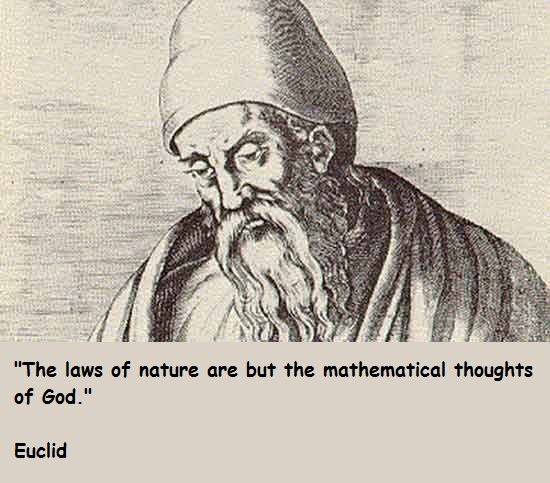 "The laws of nature are but the mathematical thoughts
of God."
Euclid